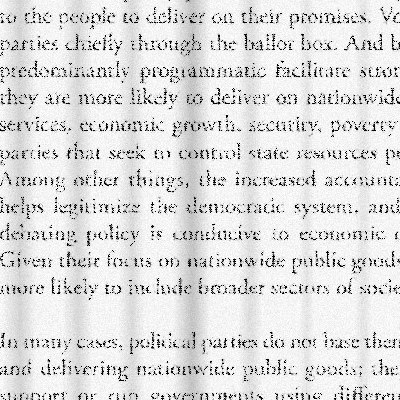 to the people to deliver on their promises. Vo
parties chiefly through the ballot box. And b
predominantly programmatic facilitate stron
they are more likely to deliver on nationwide
services, economic growth, security, poverty
parties that seek to control state resources pe
Among other things, the increased accounta
helps legitimize the democratic system, and
debating policy is conducive to economic
Given their focus on nationwide public goods
more likely to include broader sectors of socie
In many cases, political parties do not base then
and delivering nationwide public goods; the
support or run governments using differen